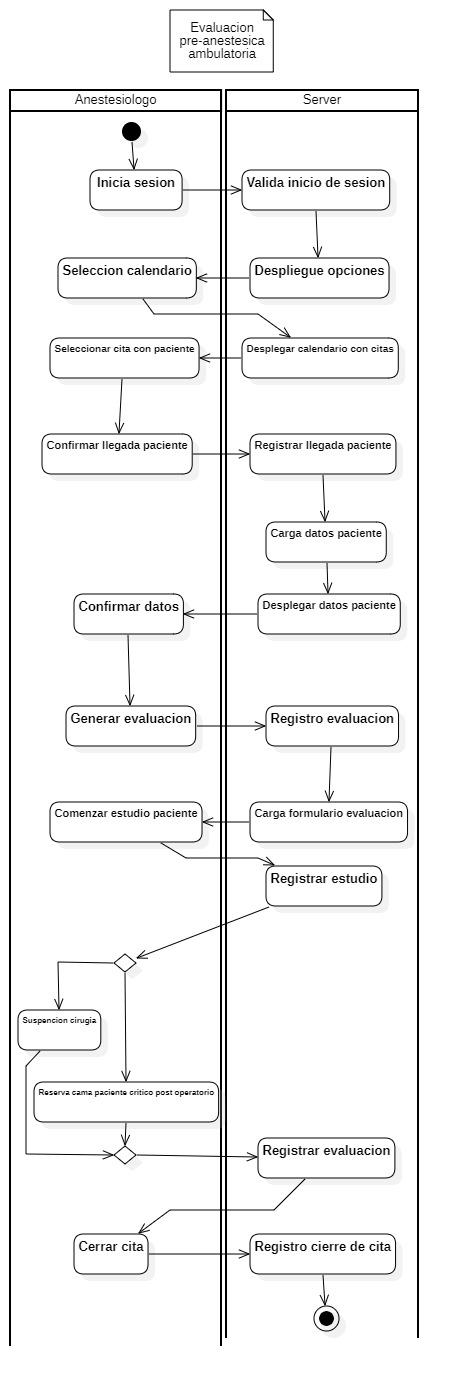 Evaluacion
pre-anestesica
ambulatoria
Anestesiologo
Server
Inicia sesion
Valida inicio de sesion
Seleccion calendario
Despliegue opciones
Seleccionar cita con paciente
Desplegar calendario con citas
Confirmar llegada paciente
Registrar llegada paciente
Carga datos paciente
Confirmar datos
Desplegar datos paciente
Generar evaluacion
Registro evaluacion
Comenzar estudio paciente
Carga formulario evaluacion
Registrar estudio
Suspencion cirugia
Reserva cama paciente critico post operatorio
Registrar evaluacion
Cerrar cita
Registro cierre de cita